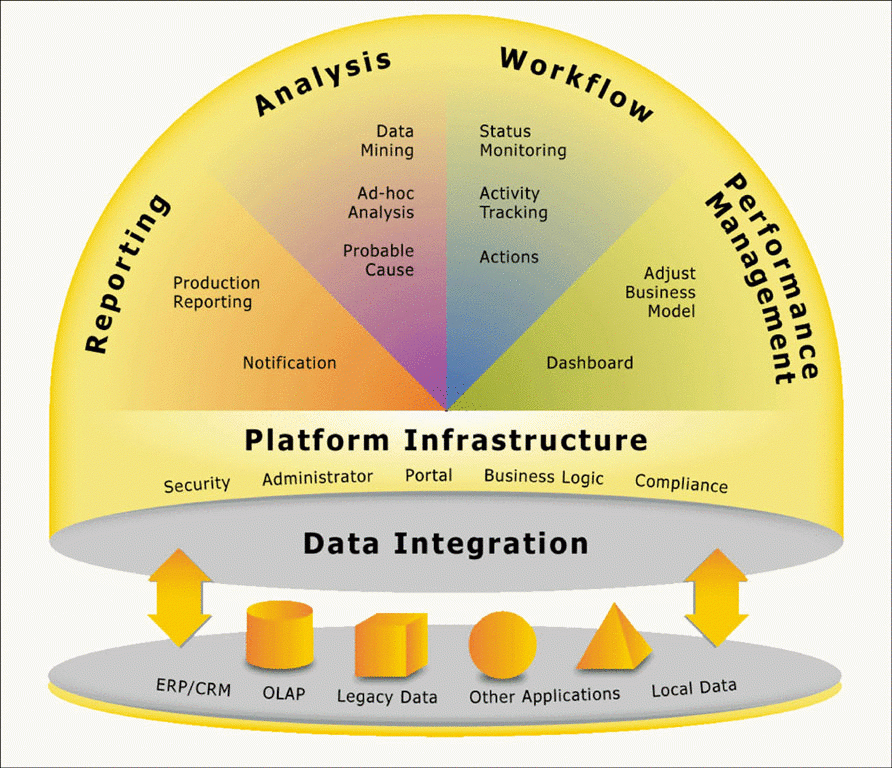 Analysis
Workflow
Reporting
Performance
Management
Data
Mining
Ad-hoc
Analysis
Probable
Cause
Status
Monitoring
Activity
Tracking
Actions
Production
Reporting
Notification
Adjust
Business
Model
Dashboard
Platform Infrastructure
Security Administrator Portal Business Logic Compliance
Data Integration
ERP/CRM OLAP Legacy Data Other Applications Local Data